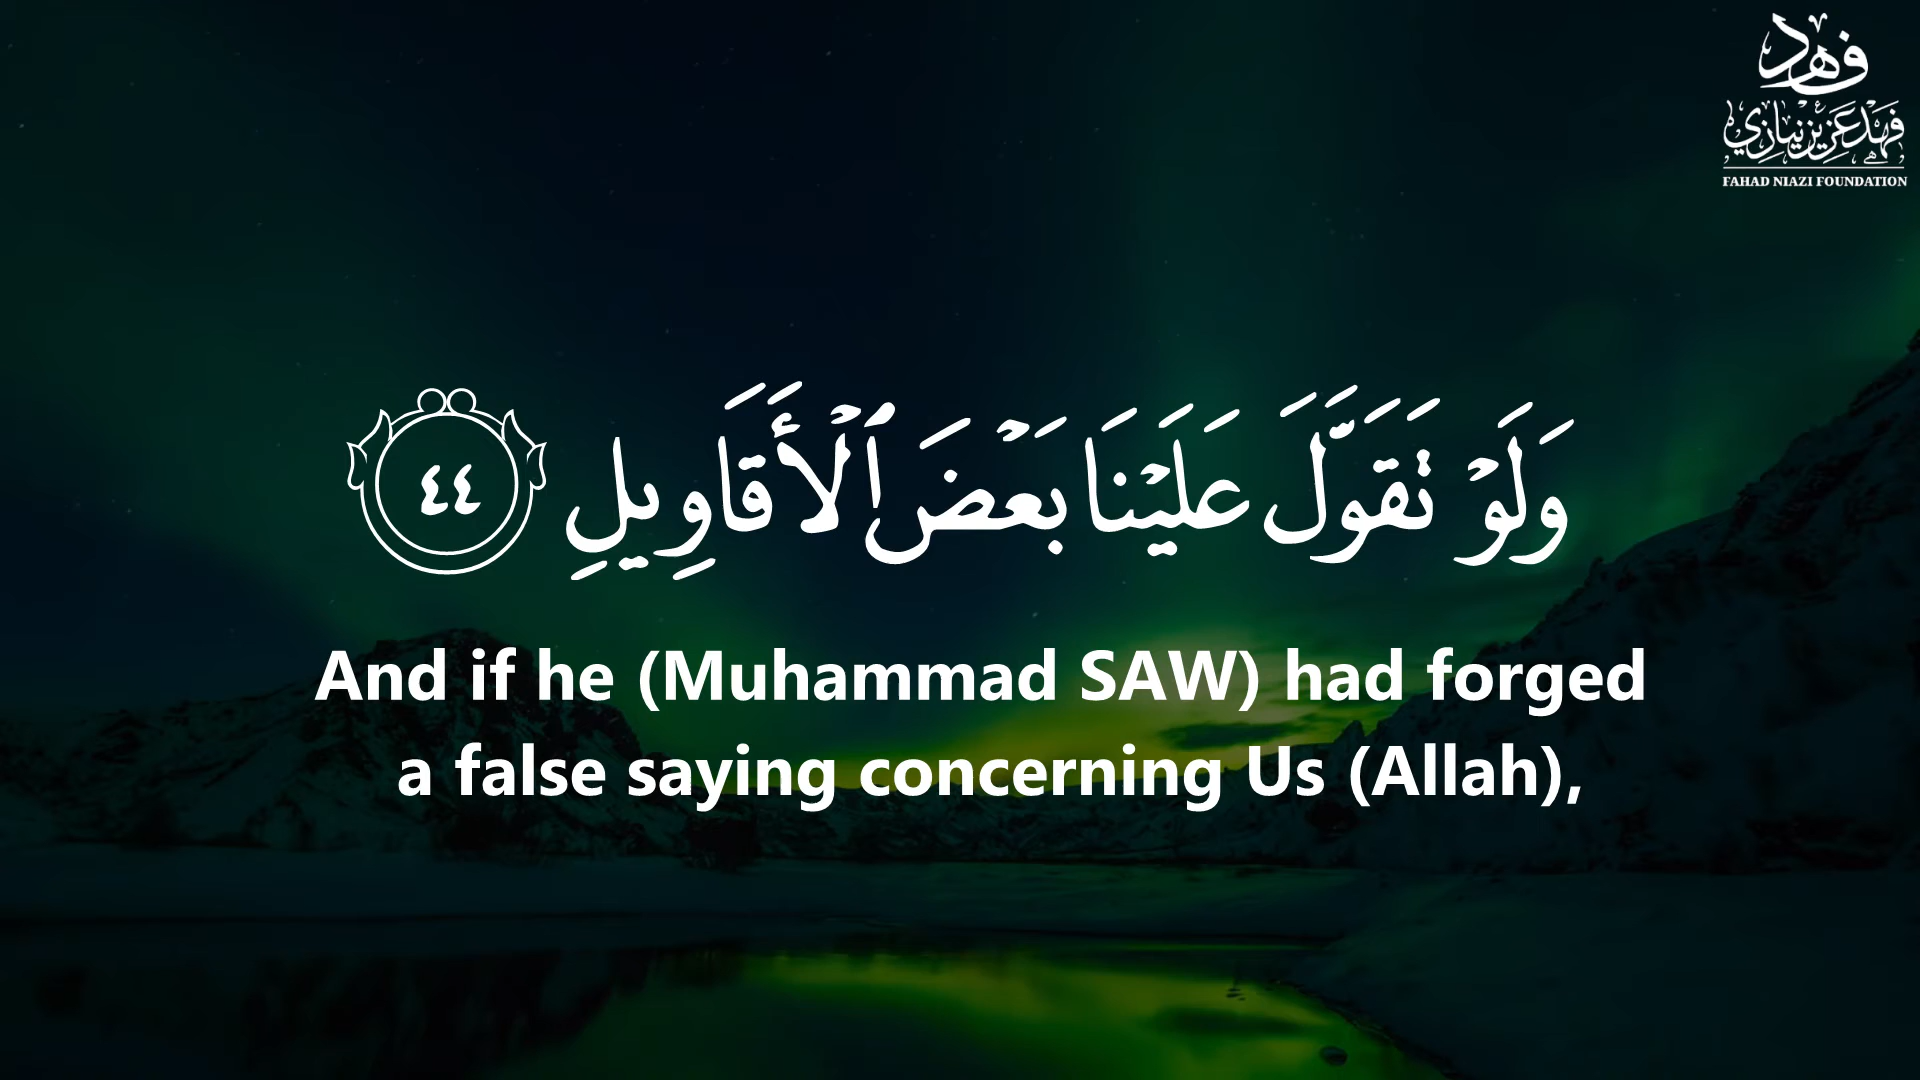 فهد
فهد عزيز نيازي
FAHAD NIAZI FOUNDATION
وَلَوۡ تَقَوَّلَ عَلَيۡنَا بَعۡضَ ٱلۡأَقَاوِيلِ ٤٤
And if he (Muhammad SAW) had forged
a false saying concerning Us (Allah),